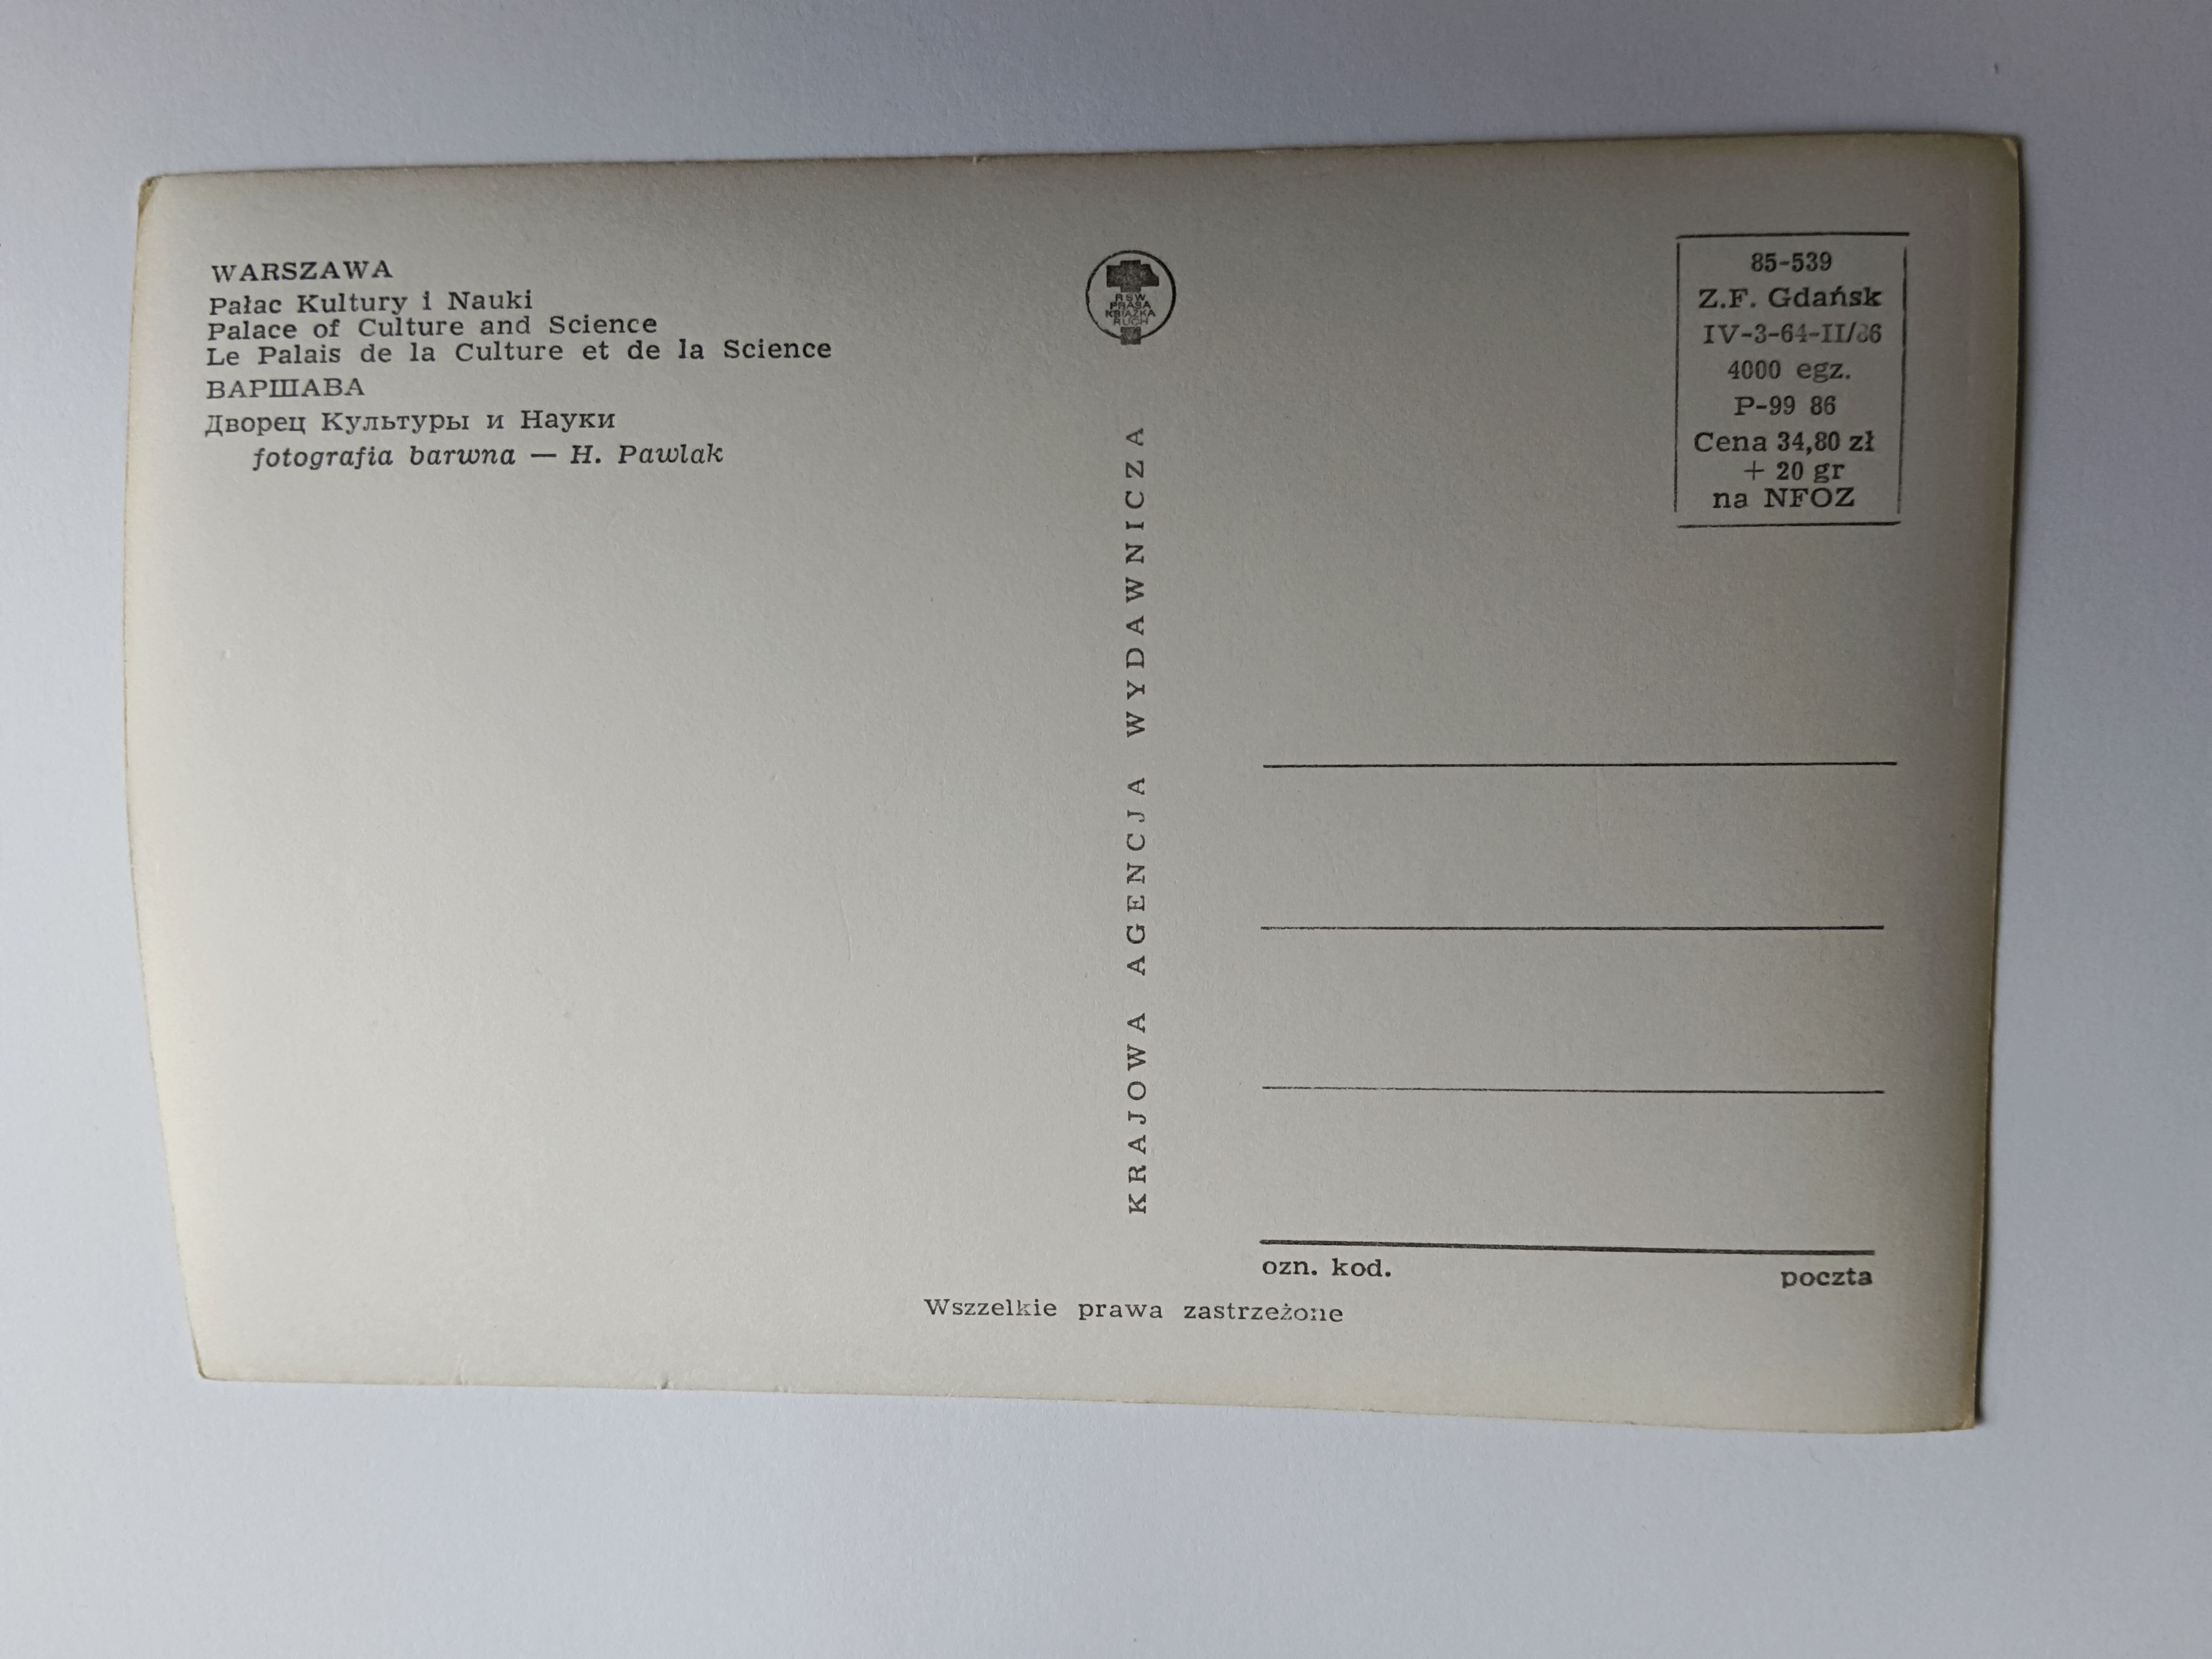 WARSZAWA
Pałac Kultury i Nauki
Palace of Culture and Science
Le Palais de la Culture et de la Science
ВАРШАВА
Дворец Культуры и Науки
fotografia barwna — H. Pawlak
RSW
PRASA
KSIĄŻKA
RUCH
KRAJOWA AGENCJA WYDAWNICZA
85-539
Z.F. Gdańsk
IV-3-64-II/86
4000 egz.
P-99 86
Cena 34,80 zł
+ 20 gr
na NFOZ
ozn. kod.
poczta
Wszzelkie prawa zastrzeżone